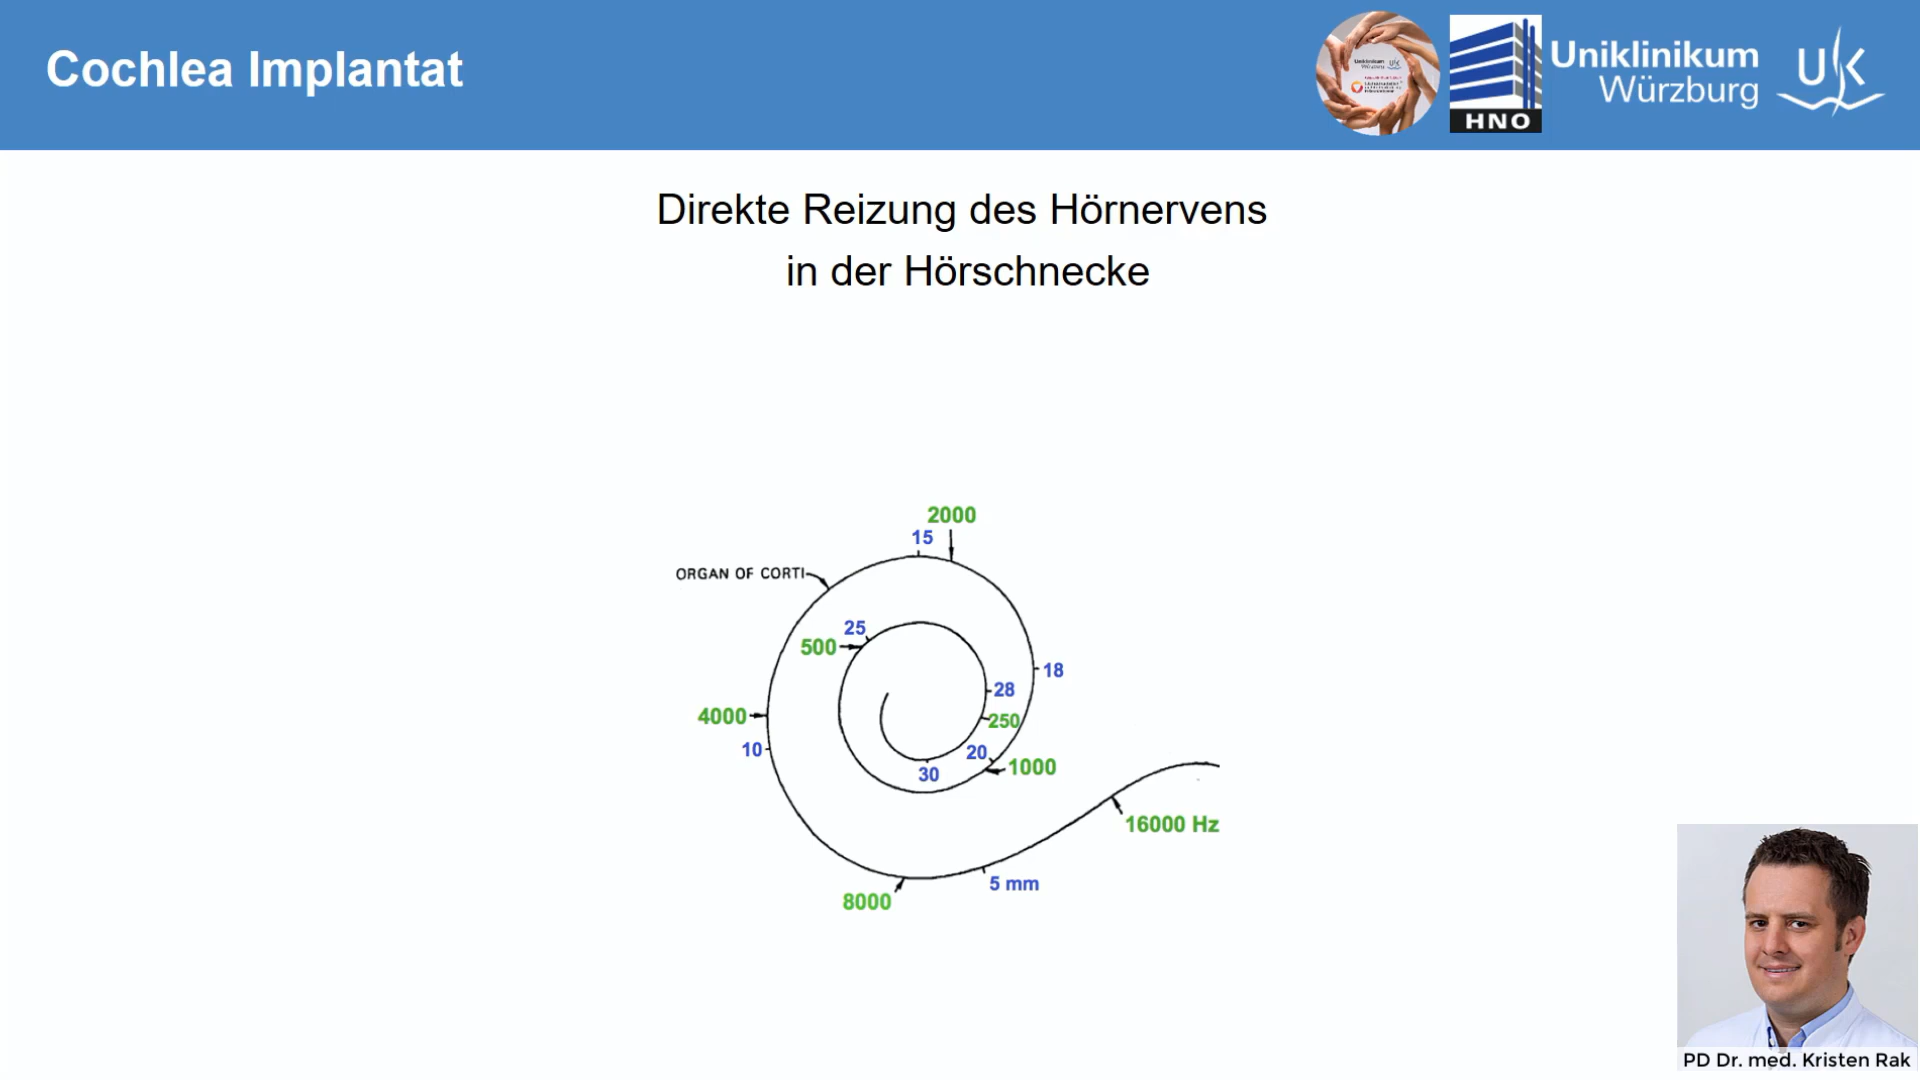 Cochlea Implantat
HNO
Uniklinikum
Würzburg
UK
Direkte Reizung des Hörnervens
in der Hörschnecke
2000
15
ORGAN OF CORTI
25
500
18
28
4000
250
10
20
1000
30
16000 Hz
5 mm
8000
PD Dr. med. Kristen Rak